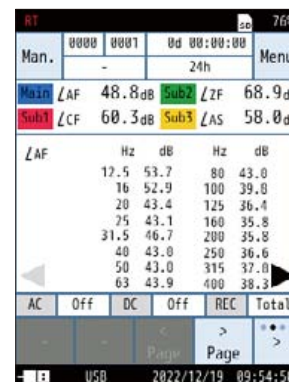 RT SD 76%
Man. 0000 0001 0d 00:00:00 Menu
- 24h
Main LAF 48.8dB Sub2 LZF 68.9d
Sub1 LCF 60.3dB Sub3 LAS 58.0d
LAF Hz dB Hz dB
12.5 53.7 80 43.0
16 52.9 100 39.8
20 43.4 125 36.4
25 43.1 160 35.8
31.5 46.7 200 35.8
40 43.0 250 36.6
50 43.0 315 37.0
63 43.9 400 38.3
AC Off DC Off REC Total
- - < Page > Page >
USB 2022/12/19 09:54:58